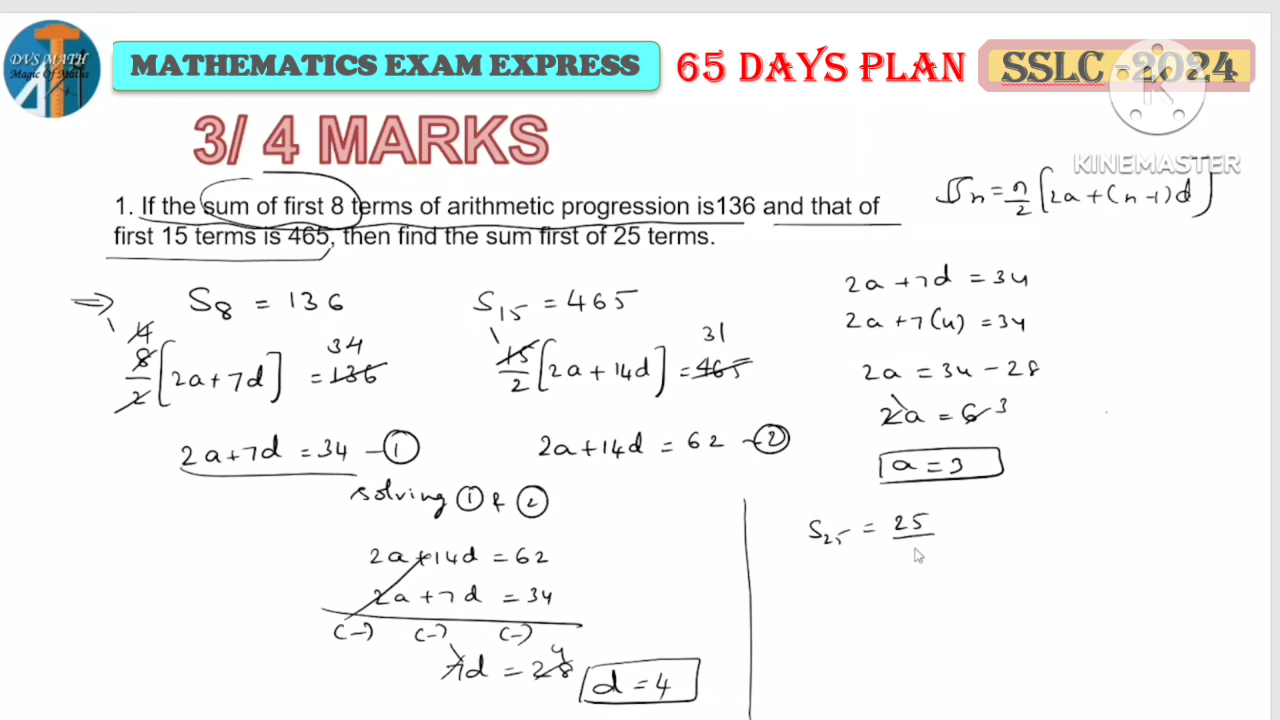 DVS MATH
Magic Of Maths
MATHEMATICS EXAM EXPRESS
65 DAYS PLAN
SSLC -2024
KINEMASTER
3/ 4 MARKS
1. If the sum of first 8 terms of arithmetic progression is136 and that of
first 15 terms is 465, then find the sum first of 25 terms.
Sn = n/2 [2a + (n-1)d]
⇒ S8 = 136
1 4
8/2 [2a + 7d] = 136 34
2a + 7d = 34 - ①
S15 = 465
1
15/2 [2a + 14d] = 465 31
2a + 14d = 62 - ②
solving ① & ②
2a + 14d = 62
2a + 7d = 34
(-) (-) (-)
7d = 28 4
d = 4
2a + 7d = 34
2a + 7(4) = 34
2a = 34 - 28
2a = 6 3
a = 3
S25 = 25